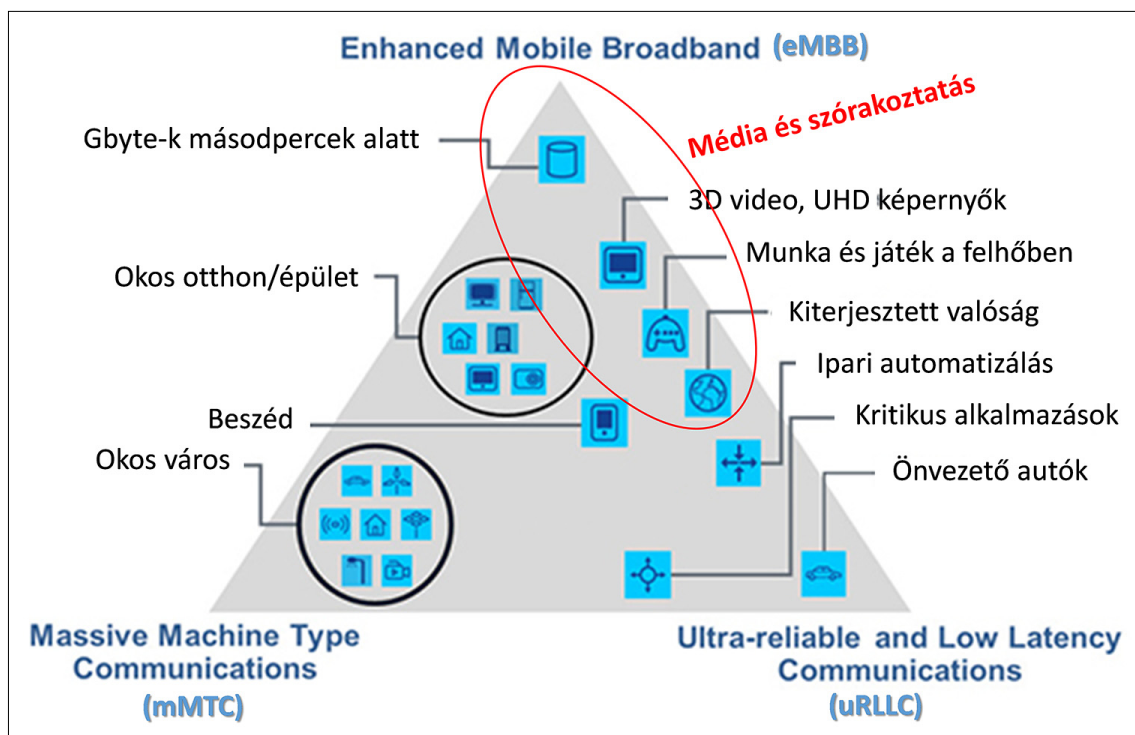 Enhanced Mobile Broadband (eMBB)
Média és szórakoztatás
Gbyte-k másodpercek alatt
3D video, UHD képernyők
Munka és játék a felhőben
Okos otthon/épület
Kiterjesztett valóság
Ipari automatizálás
Beszéd
Kritikus alkalmazások
Okos város
Önvezető autók
Massive Machine Type
Communications
(mMTC)
Ultra-reliable and Low Latency
Communications
(uRLLC)